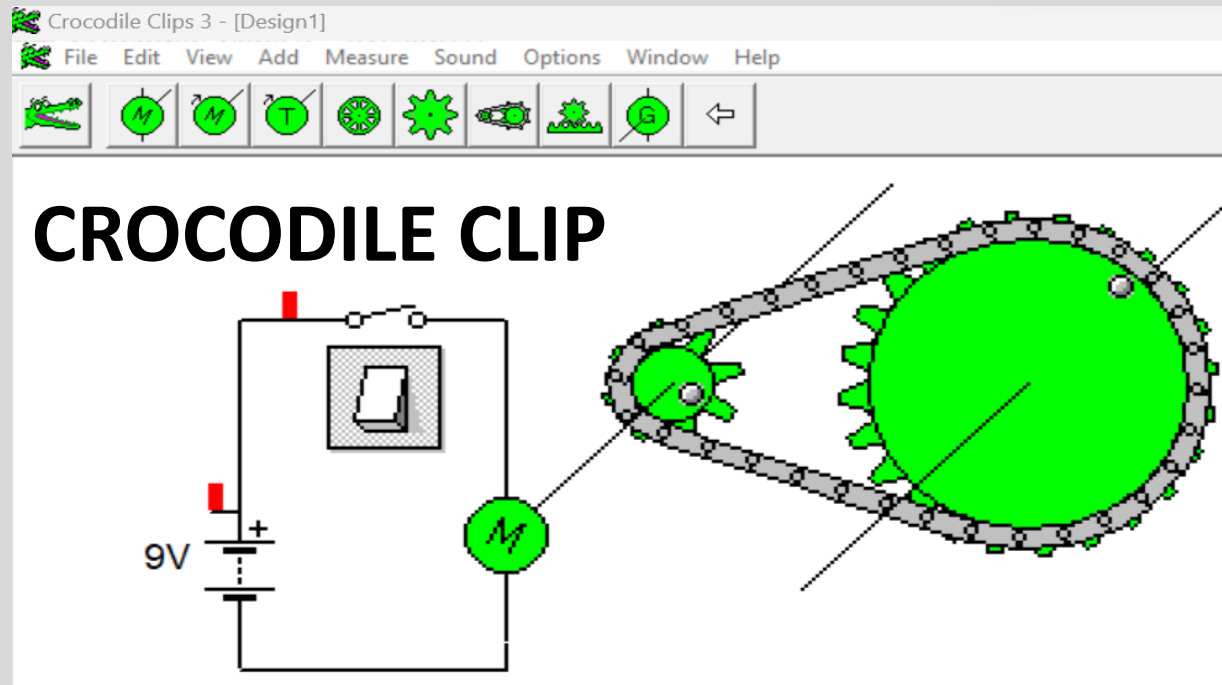 Crocodile Clips 3 - [Design1]
File Edit View Add Measure Sound Options Window Help
M M T G
CROCODILE CLIP
+
9V
M